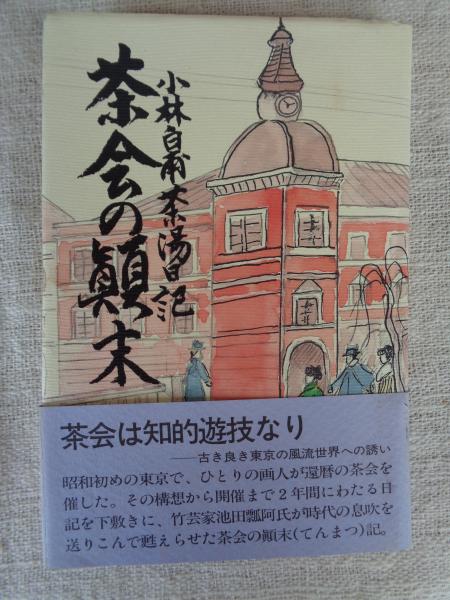 茶会の顚末
小林白甫茶湯日記
茶会は知的遊技なり
――古き良き東京の風流世界への誘い
昭和初めの東京で、ひとりの画人が還暦の茶会を
催した。その構想から開催まで2年間にわたる日
記を下敷きに、竹芸家池田瓢阿氏が時代の息吹を
送りこんで甦えらせた茶会の顚末(てんまつ)記。